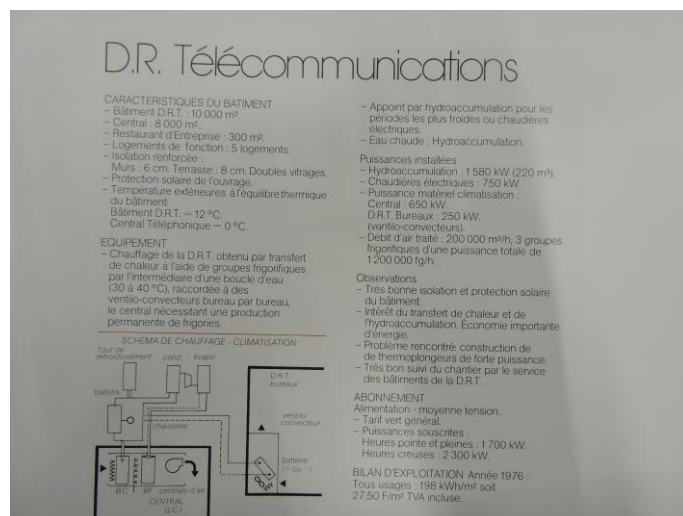 D.R. Télécommunications
CARACTERISTIQUES DU BATIMENT
– Bâtiment D.R.T. : 10 000 m².
– Central : 8 000 m².
– Restaurant d'Entreprise : 300 m².
– Logements de fonction : 5 logements.
– Isolation renforcée :
Murs : 6 cm. Terrasse : 8 cm. Doubles vitrages
– Protection solaire de l'ouvrage.
– Température extérieures à l'équilibre thermique
du bâtiment:
Bâtiment D.R.T. – 12 °C.
Central Téléphonique – 0 °C.
EQUIPEMENT
– Chauffage de la D.R.T. obtenu par transfert
de chaleur à l'aide de groupes frigorifiques
par l'intermédiaire d'une boucle d'eau
(30 à 40 °C), raccordée à des
ventilo-convecteurs bureau par bureau,
le central nécessitant une production
permanente de frigories.
SCHEMA DE CHAUFFAGE - CLIMATISATION
Tour de
refroidissement
cond.
évapo.
ballons
chaudière
D.R.T.
bureaux
ventilo-
convecteur
batterie
(+ ou –)
B.C.
BF
centrale d'air
CENTRAL
G.C.I.
– Appoint par hydroaccumulation pour les
périodes les plus froides ou chaudières
électriques.
– Eau chaude : Hydroaccumulation.
Puissances installées
– Hydroaccumulation : 1 580 kW (220 m³).
– Chaudières électriques : 750 kW.
– Puissance matériel climatisation :
Central : 650 kW.
D.R.T. Bureaux : 250 kW.
(ventilo-convecteurs).
– Débit d'air traité : 200 000 m³/h, 3 groupes
frigorifiques d'une puissance totale de
1 200 000 fg/h.
Observations
– Très bonne isolation et protection solaire
du bâtiment.
– Intérêt du transfert de chaleur et de
l'hydroaccumulation. Économie importante
d'énergie.
– Problème rencontré: construction de
de thermoplongeurs de forte puissance.
– Très bon suivi du chantier par le service
des bâtiments de la D.R.T.
ABONNEMENT
Alimentation - moyenne tension.
– Tarif vert général.
– Puissances souscrites :
Heures pointe et pleines : 1 700 kW.
Heures creuses : 2 300 kW.
BILAN D'EXPLOITATION Année 1976 :
Tous usages : 198 kWh/m² soit
27,50 F/m² TVA incluse.